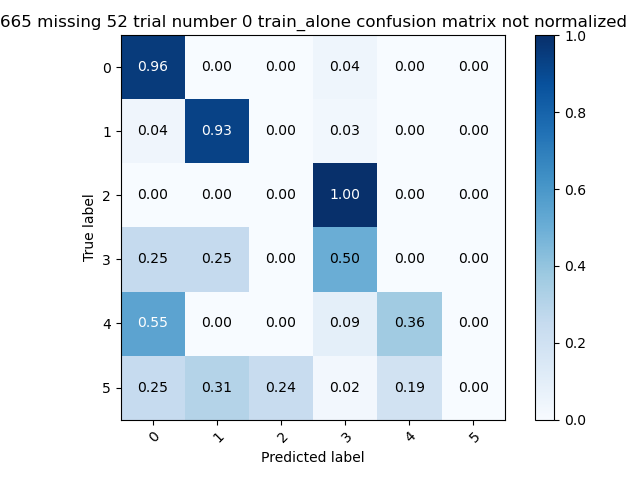 665 missing 52 trial number 0 train_alone confusion matrix not normalized
0 0.96 0.00 0.00 0.04 0.00 0.00
1 0.04 0.93 0.00 0.03 0.00 0.00
2 0.00 0.00 0.00 1.00 0.00 0.00
3 0.25 0.25 0.00 0.50 0.00 0.00
4 0.55 0.00 0.00 0.09 0.36 0.00
5 0.25 0.31 0.24 0.02 0.19 0.00
0 1 2 3 4 5
True label
Predicted label
1.0
0.8
0.6
0.4
0.2
0.0